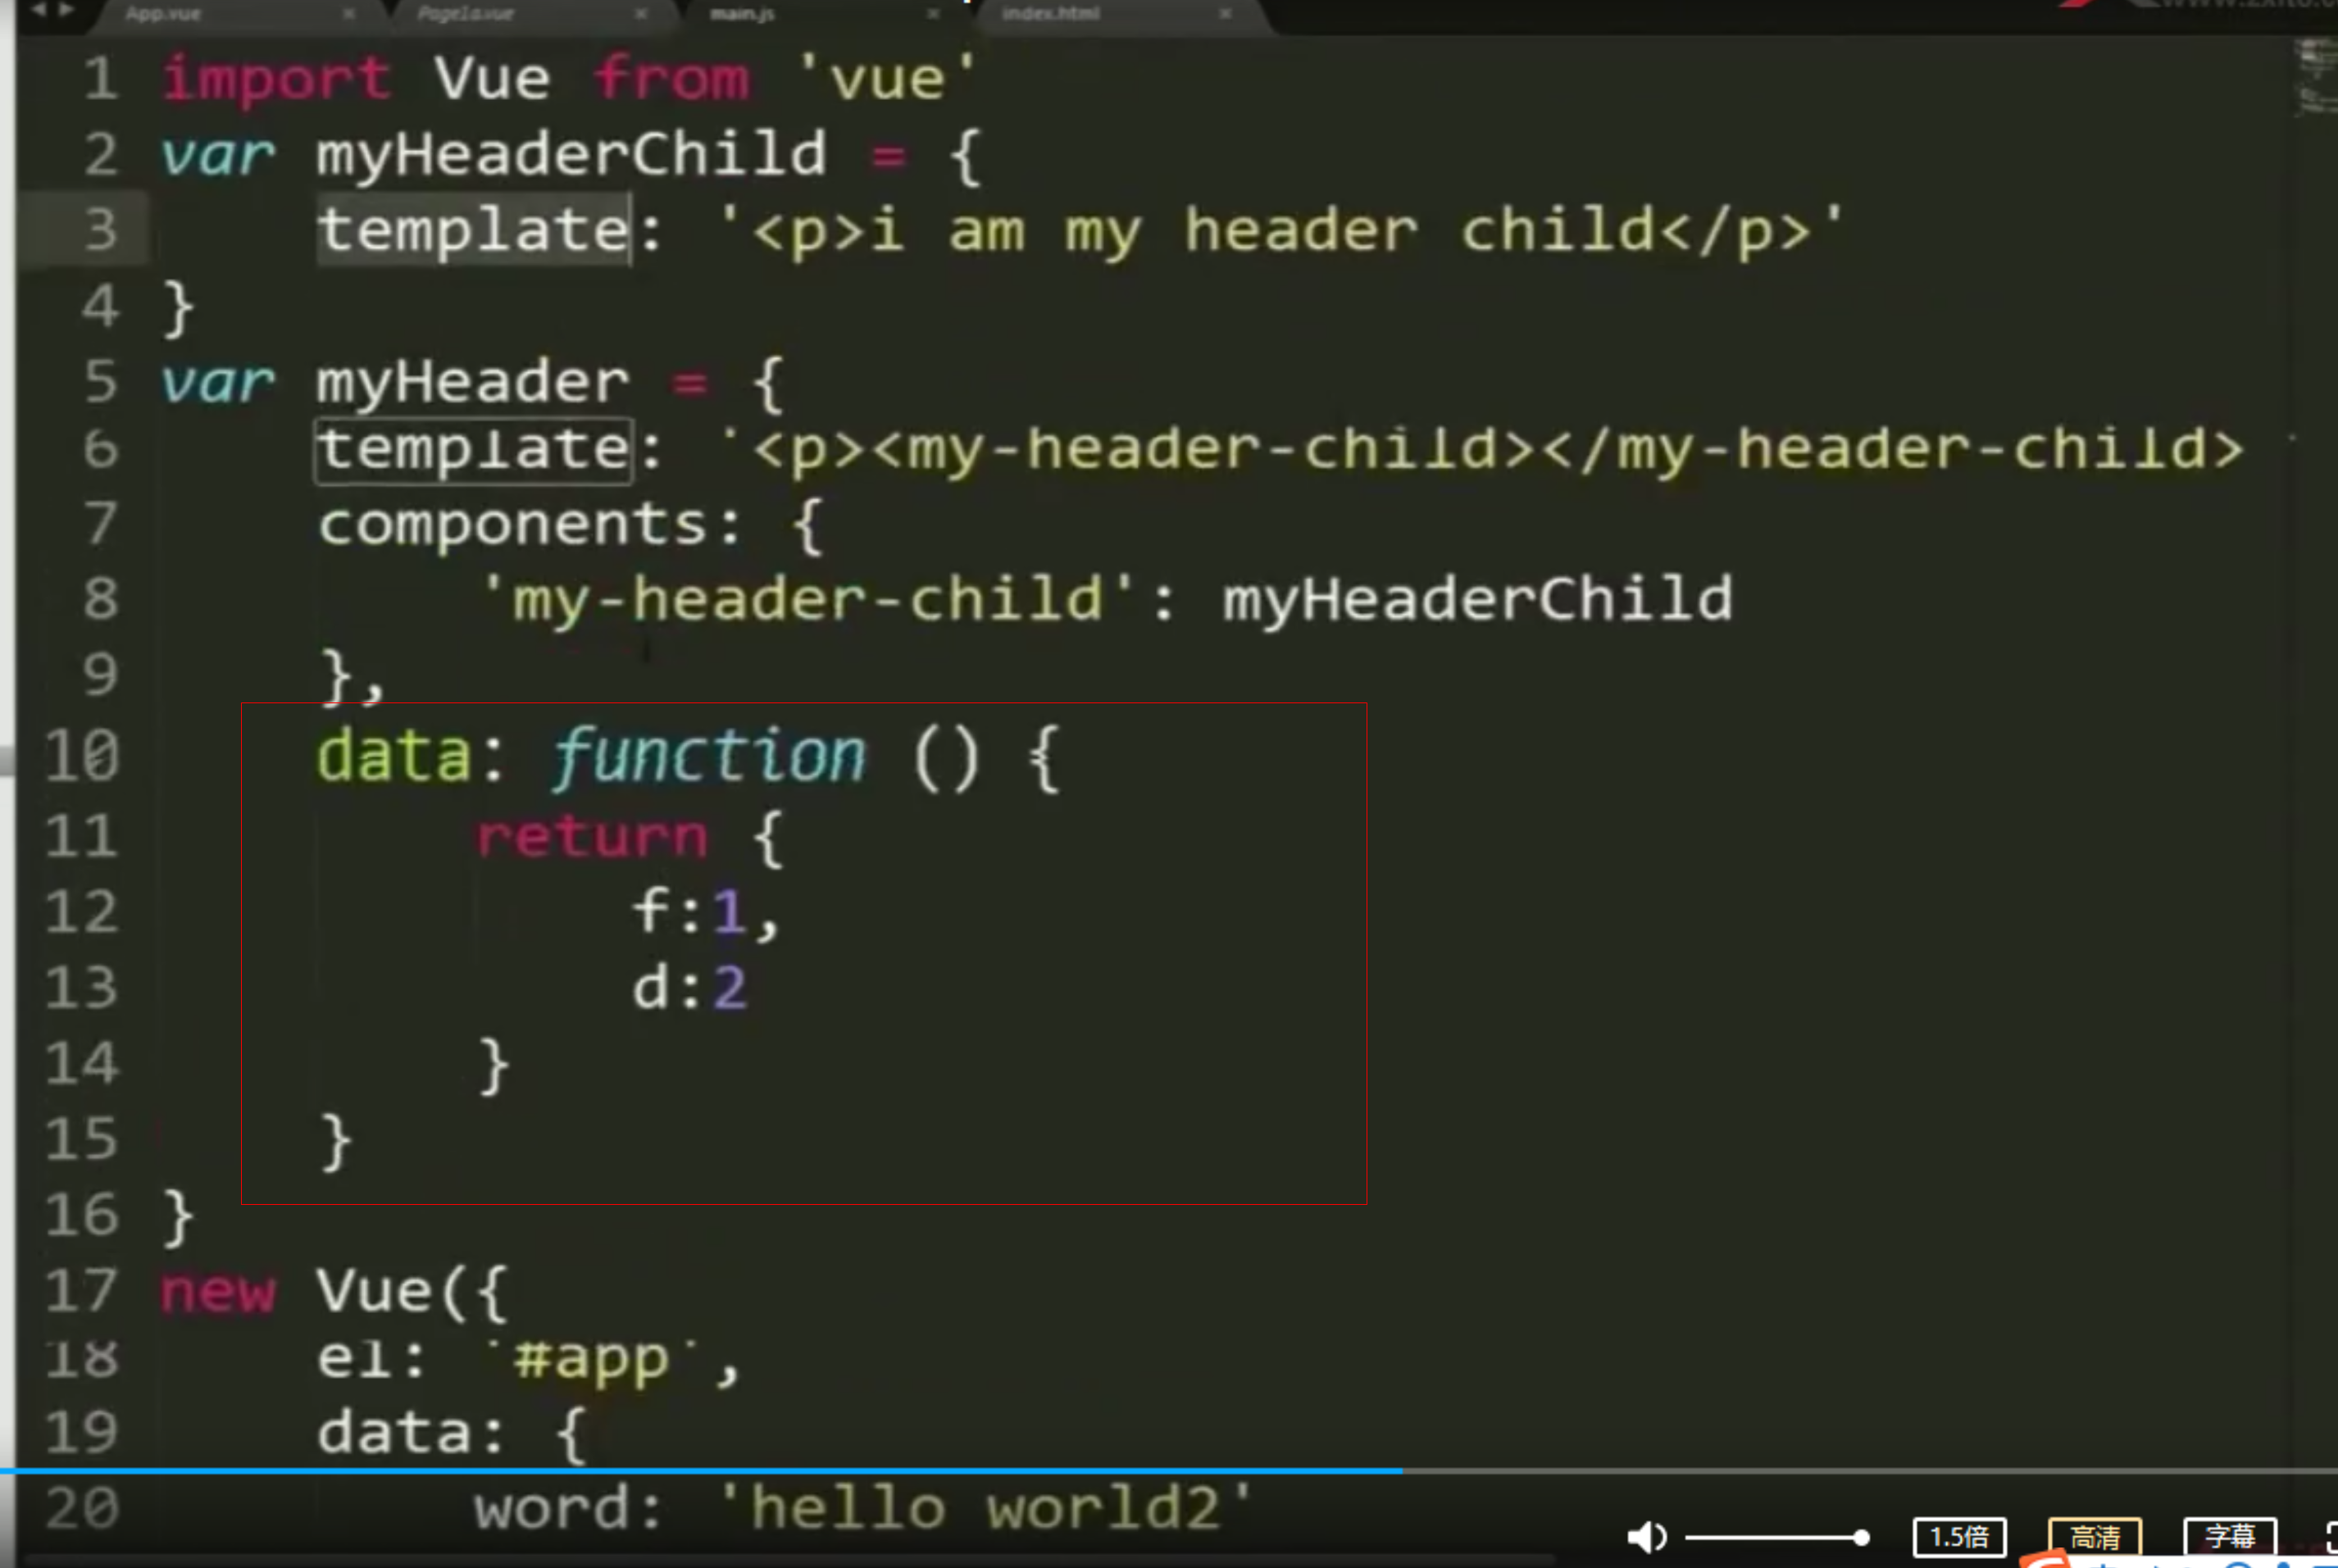 App.vue × Page1a.vue × main.js × index.html ×
1 import Vue from 'vue'
2 var myHeaderChild = {
3 template: '<p>i am my header child</p>'
4 }
5 var myHeader = {
6 template: '<p><my-header-child></my-header-child>
7 components: {
8 'my-header-child': myHeaderChild
9 },
10 data: function () {
11 return {
12 f:1,
13 d:2
14 }
15 }
16 }
17 new Vue({
18 el: '#app',
19 data: {
20 word: 'hello world2'
1.5倍 高清 字幕